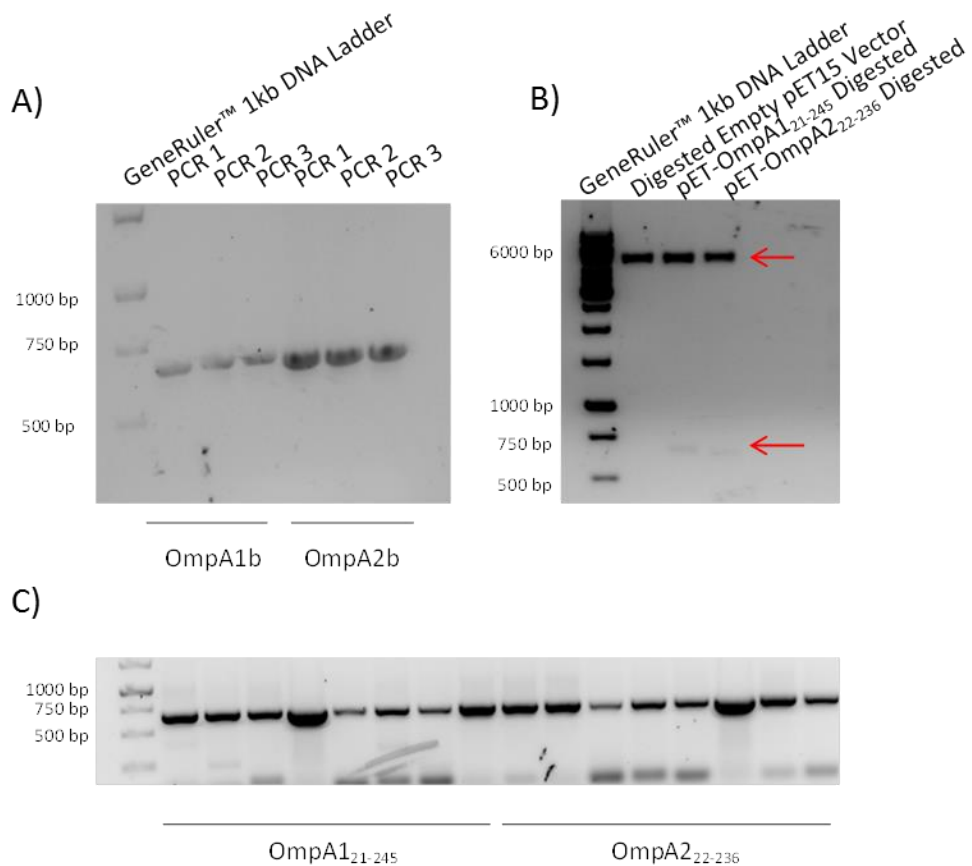 A)
GeneRuler™ 1kb DNA Ladder
PCR 1
PCR 2
PCR 3
PCR 1
PCR 2
PCR 3
1000 bp
750 bp
500 bp
OmpA1b
OmpA2b
B)
GeneRuler™ 1kb DNA Ladder
Digested Empty pET15 Vector
pET-OmpA1₂₁₋₂₄₅ Digested
pET-OmpA2₂₂₋₂₃₆ Digested
6000 bp
1000 bp
750 bp
500 bp
C)
1000 bp
750 bp
500 bp
OmpA1₂₁₋₂₄₅
OmpA2₂₂₋₂₃₆